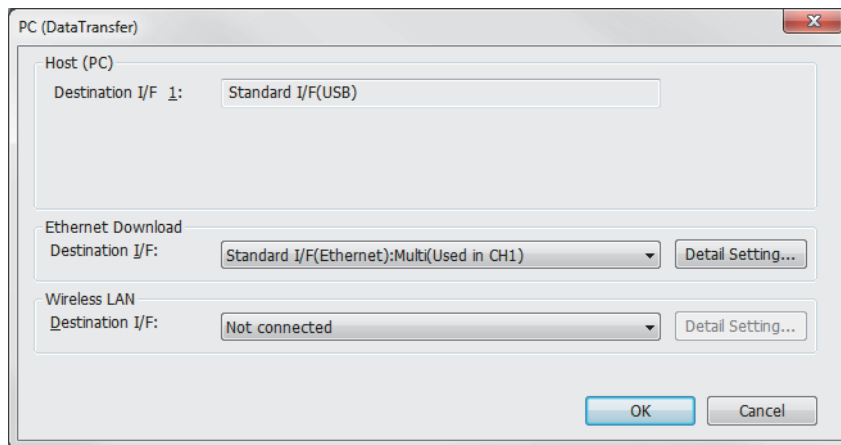 PC (DataTransfer)
Host (PC)
Destination I/F 1: Standard I/F(USB)
Ethernet Download
Destination I/F: Standard I/F(Ethernet):Multi(Used in CH1) Detail Setting...
Wireless LAN
Destination I/F: Not connected Detail Setting...
OK Cancel